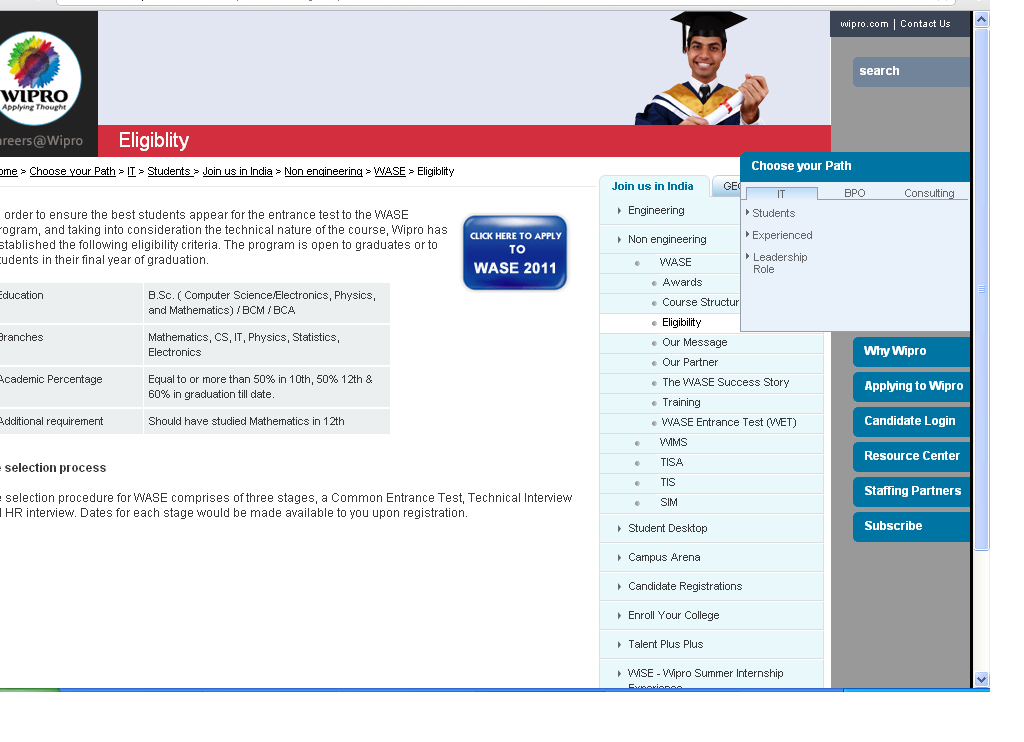 wipro.com | Contact Us
WIPRO
Applying Thought
reers@Wipro
search
Eligiblity
ome > Choose your Path > IT > Students > Join us in India > Non engineering > WASE > Eligiblity
order to ensure the best students appear for the entrance test to the WASE
rogram, and taking into consideration the technical nature of the course, Wipro has
stablished the following eligibility criteria. The program is open to graduates or to
tudents in their final year of graduation.
CLICK HERE TO APPLY
TO
WASE 2011
Education
B.Sc. ( Computer Science/Electronics, Physics,
and Mathematics) / BCM / BCA
Branches
Mathematics, CS, IT, Physics, Statistics,
Electronics
Academic Percentage
Equal to or more than 50% in 10th, 50% 12th &
60% in graduation till date.
Additional requirement
Should have studied Mathematics in 12th
e selection process
e selection procedure for WASE comprises of three stages, a Common Entrance Test, Technical Interview
d HR interview. Dates for each stage would be made available to you upon registration.
Join us in India
GEO
Engineering
Non engineering
WASE
Awards
Course Structur
Eligibility
Our Message
Our Partner
The WASE Success Story
Training
WASE Entrance Test (WET)
WIMS
TISA
TIS
SIM
Student Desktop
Campus Arena
Candidate Registrations
Enroll Your College
Talent Plus Plus
WiSE - Wipro Summer Internship
Experience
Choose your Path
IT
BPO
Consulting
Students
Experienced
Leadership
Role
Why Wipro
Applying to Wipro
Candidate Login
Resource Center
Staffing Partners
Subscribe